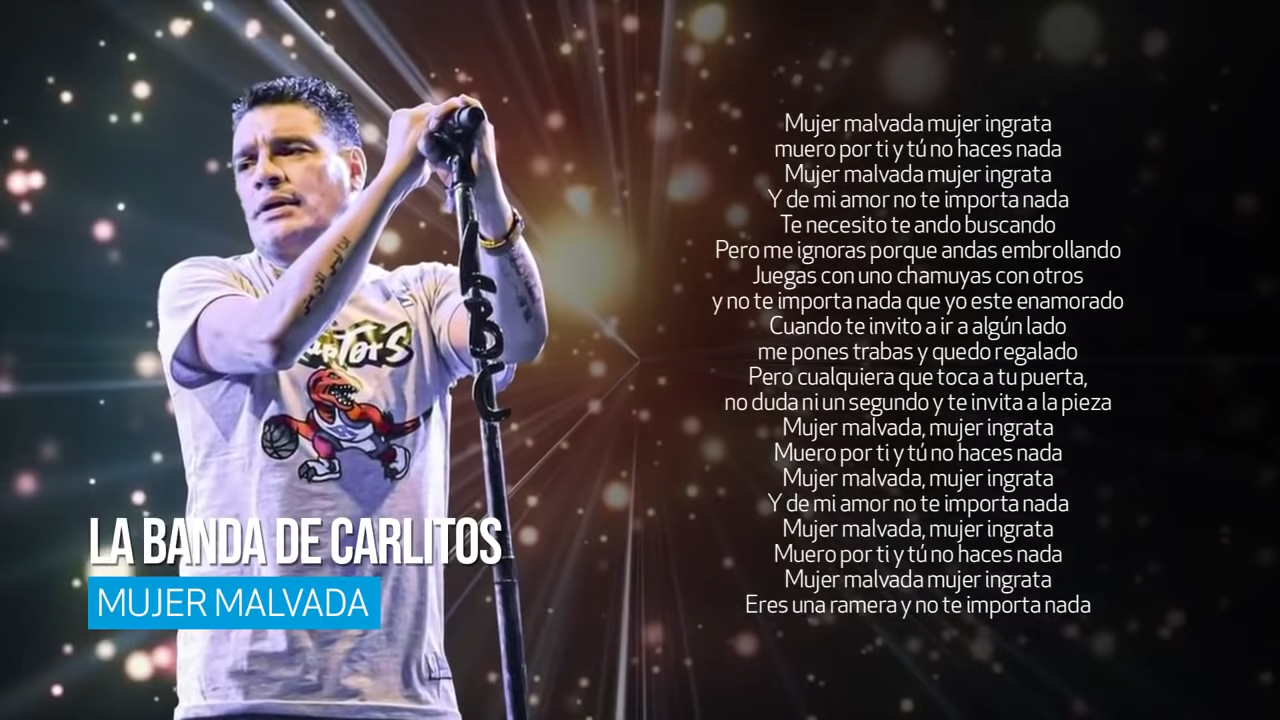 Mujer malvada mujer ingrata
muero por ti y tú no haces nada
Mujer malvada mujer ingrata
Y de mi amor no te importa nada
Te necesito te ando buscando
Pero me ignoras porque andas embrollando
Juegas con uno chamuyas con otros
y no te importa nada que yo este enamorado
Cuando te invito a ir a algún lado
me pones trabas y quedo regalado
Pero cualquiera que toca a tu puerta,
no duda ni un segundo y te invita a la pieza
Mujer malvada, mujer ingrata
Muero por ti y tú no haces nada
Mujer malvada, mujer ingrata
Y de mi amor no te importa nada
Mujer malvada, mujer ingrata
Muero por ti y tú no haces nada
Mujer malvada mujer ingrata
Eres una ramera y no te importa nada
LBDC
LA BANDA DE CARLITOS
MUJER MALVADA